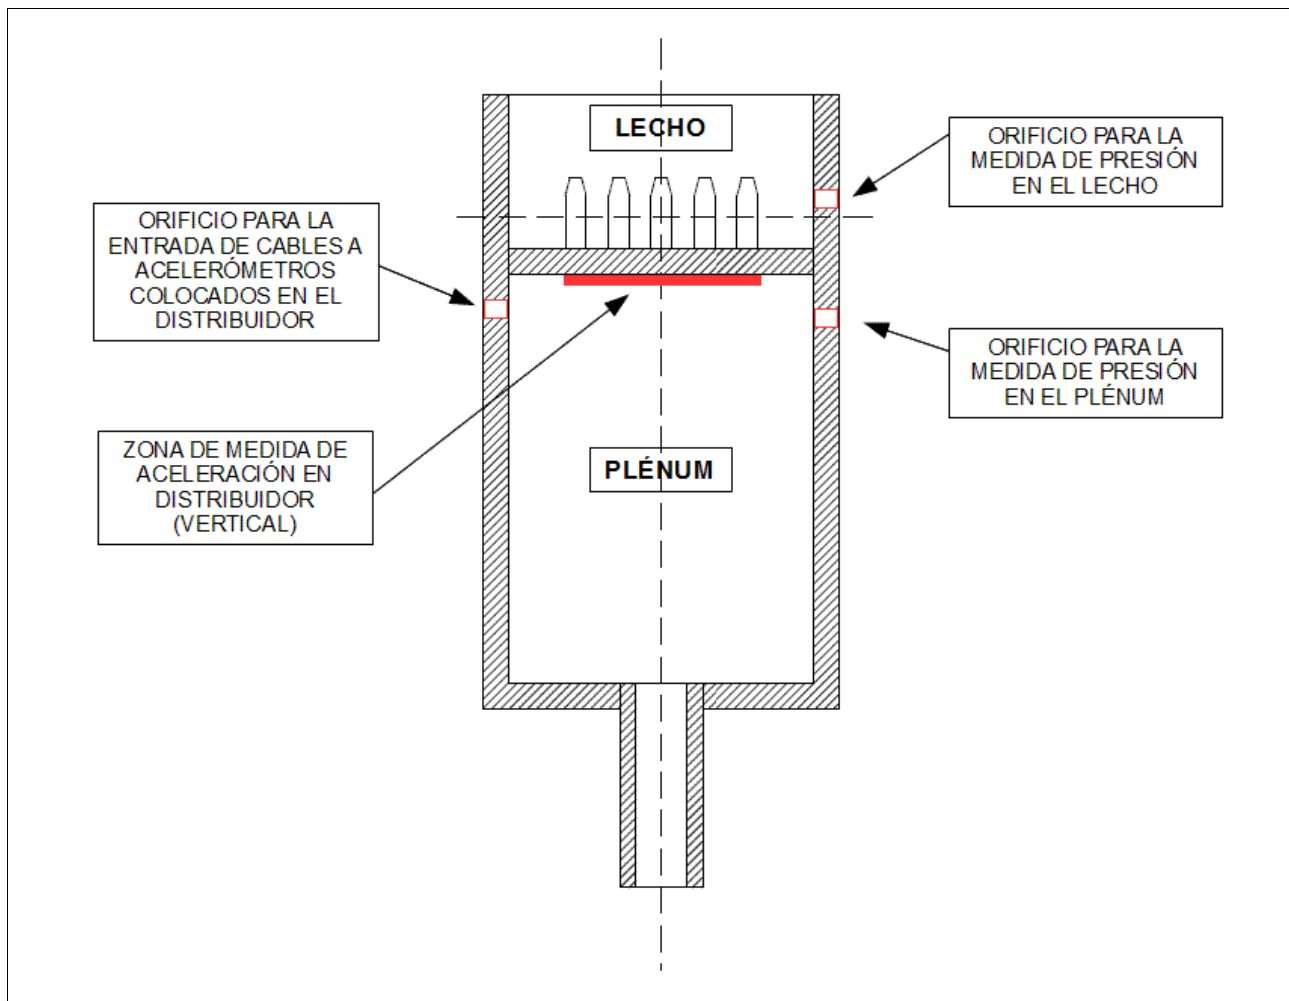 LECHO
ORIFICIO PARA LA
MEDIDA DE PRESIÓN
EN EL LECHO
ORIFICIO PARA LA
ENTRADA DE CABLES A
ACELERÓMETROS
COLOCADOS EN EL
DISTRIBUIDOR
ORIFICIO PARA LA
MEDIDA DE PRESIÓN
EN EL PLÉNUM
ZONA DE MEDIDA DE
ACELERACIÓN EN
DISTRIBUIDOR
(VERTICAL)
PLÉNUM